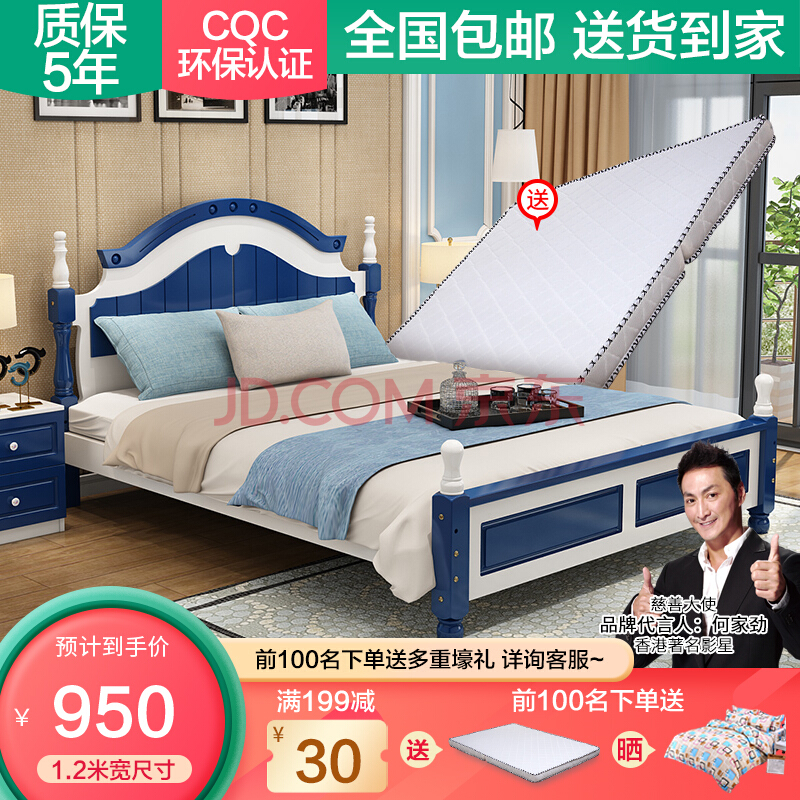 质保
5年
CQC
环保认证
全国包邮 送货到家
送
JD.COM 京东
慈善大使
品牌代言人：何家劲
香港著名影星
预计到手价
¥ 950
1.2米宽尺寸
前100名下单送多重壕礼 详询客服~
满199减
¥ 30
前100名下单送
送
晒